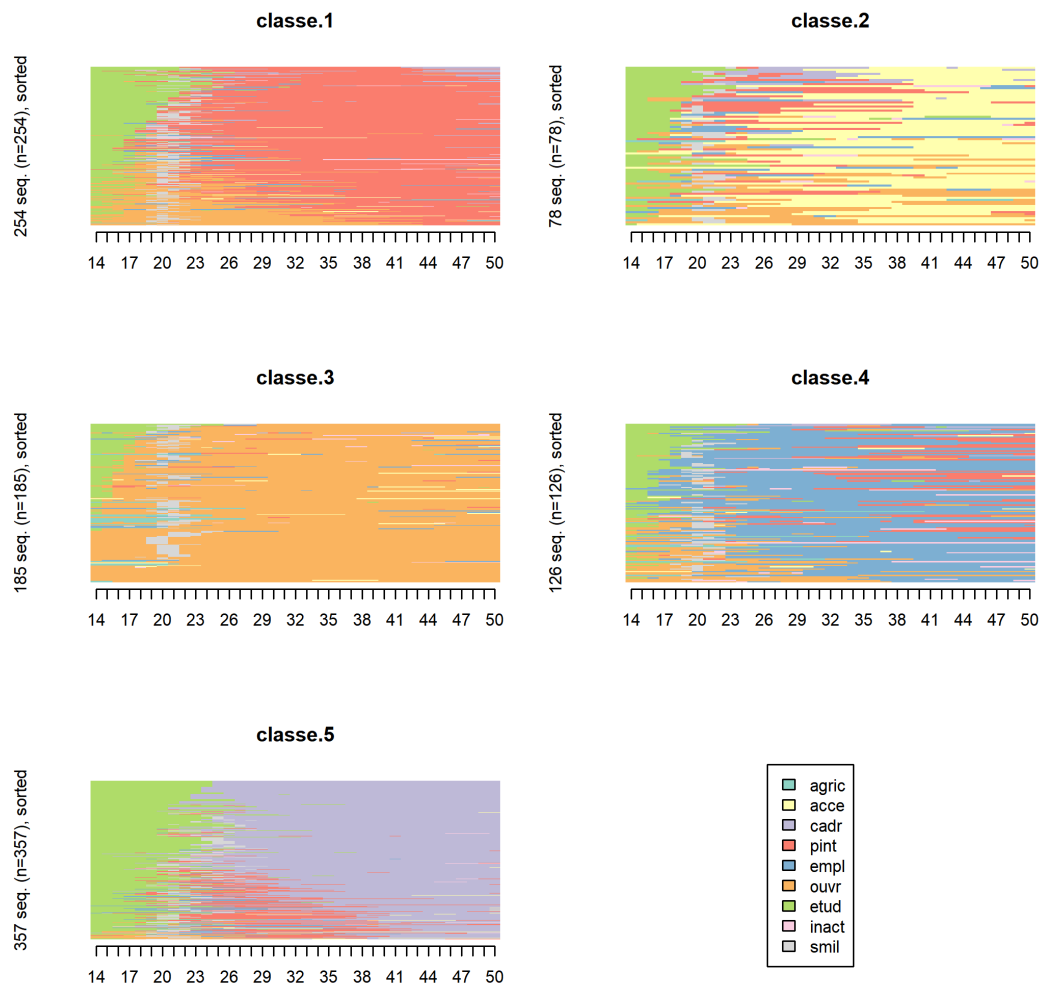 classe.1
254 seq. (n=254), sorted
14 17 20 23 26 29 32 35 38 41 44 47 50
classe.2
78 seq. (n=78), sorted
14 17 20 23 26 29 32 35 38 41 44 47 50
classe.3
185 seq. (n=185), sorted
14 17 20 23 26 29 32 35 38 41 44 47 50
classe.4
126 seq. (n=126), sorted
14 17 20 23 26 29 32 35 38 41 44 47 50
classe.5
357 seq. (n=357), sorted
14 17 20 23 26 29 32 35 38 41 44 47 50
agric
acce
cadr
pint
empl
ouvr
etud
inact
smil